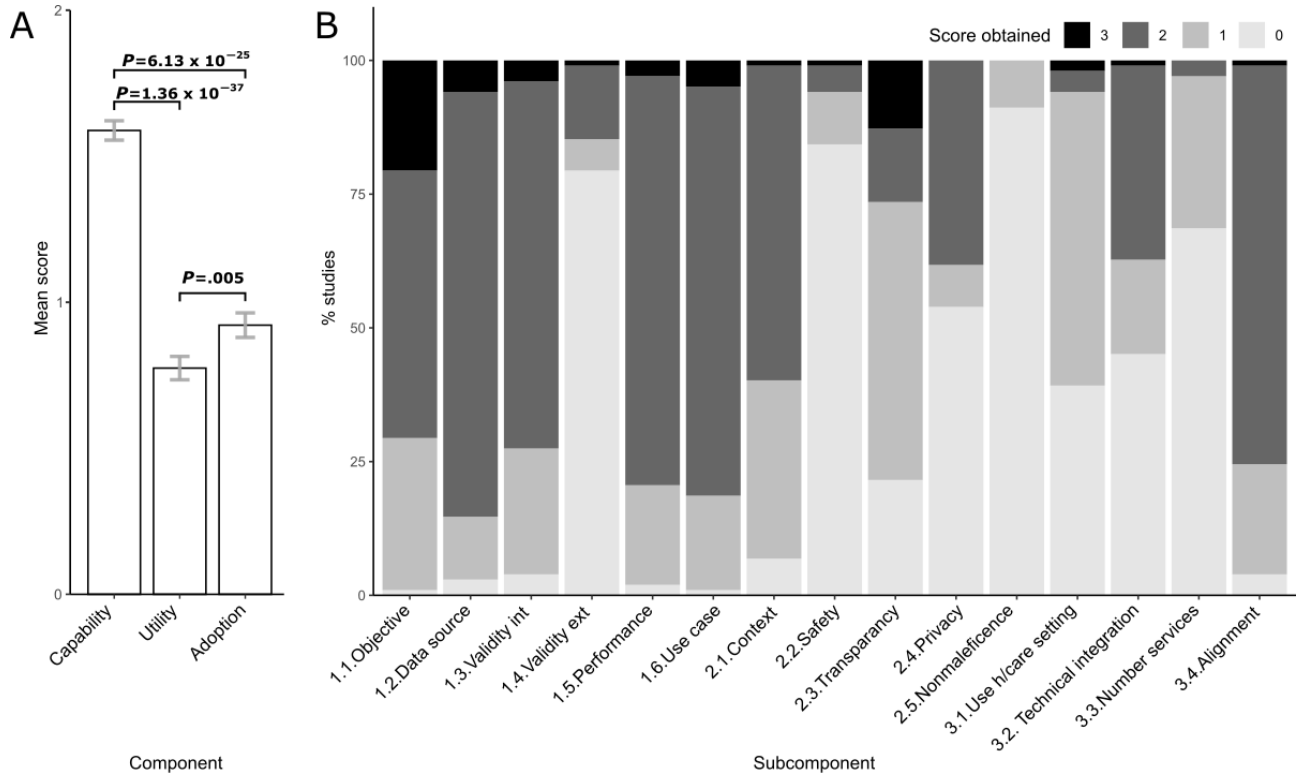 A
2
P=6.13 x 10⁻²⁵
P=1.36 x 10⁻³⁷
Mean score
P=.005
1
0
Capability
Utility
Adoption
Component
B
Score obtained 3 2 1 0
100
75
% studies
50
25
0
1.1.Objective
1.2.Data source
1.3.Validity int
1.4.Validity ext
1.5.Performance
1.6.Use case
2.1.Context
2.2.Safety
2.3.Transparancy
2.4.Privacy
2.5.Nonmaleficence
3.1.Use h/care setting
3.2. Technical integration
3.3.Number services
3.4.Alignment
Subcomponent